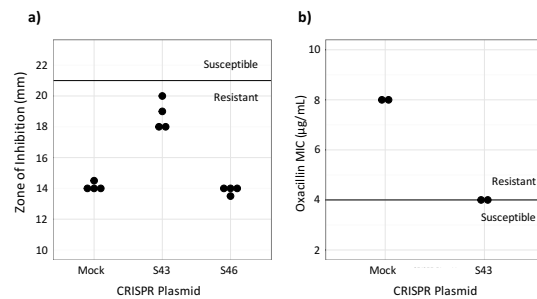 a)
Zone of Inhibition (mm)
22
20
18
16
14
12
10
Susceptible
Resistant
Mock
S43
S46
CRISPR Plasmid
b)
Oxacillin MIC (µg/mL)
10
8
6
4
2
Resistant
Susceptible
Mock
S43
CRISPR Plasmid